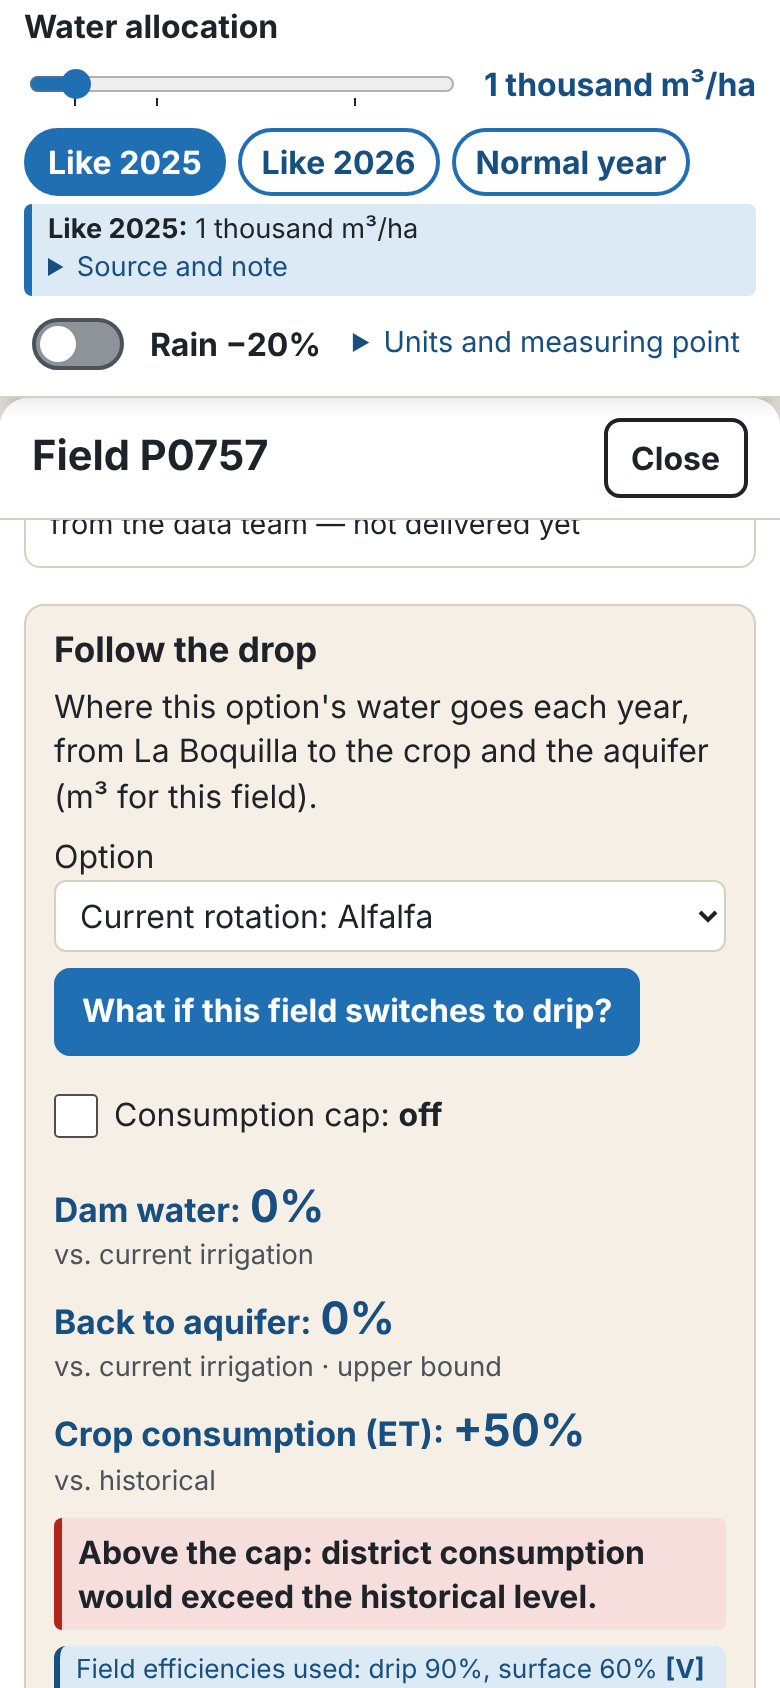 Water allocation
1 thousand m³/ha
Like 2025
Like 2026
Normal year
Like 2025: 1 thousand m³/ha
▶ Source and note
Rain −20%
▶ Units and measuring point
Field P0757
Close
from the data team — not delivered yet
Follow the drop
Where this option's water goes each year,
from La Boquilla to the crop and the aquifer
(m³ for this field).
Option
Current rotation: Alfalfa
What if this field switches to drip?
Consumption cap: off
Dam water: 0%
vs. current irrigation
Back to aquifer: 0%
vs. current irrigation · upper bound
Crop consumption (ET): +50%
vs. historical
Above the cap: district consumption
would exceed the historical level.
Field efficiencies used: drip 90%, surface 60% [V]